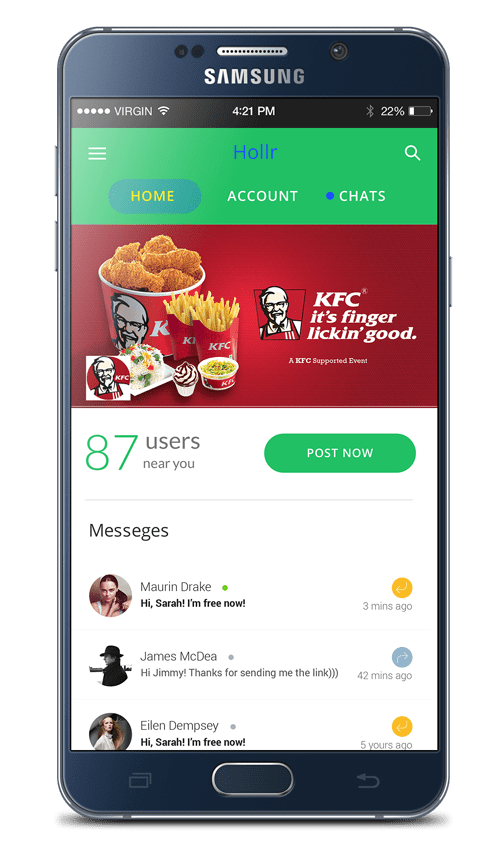 SAMSUNG
VIRGIN 4:21 PM 22%
Hollr
HOME ACCOUNT CHATS
KFC®
it's finger
lickin' good.
A KFC Supported Event
K
KFC
KFC
KFC
87 users
near you
POST NOW
Messeges
Maurin Drake
Hi, Sarah! I'm free now!
3 mins ago
James McDea
Hi Jimmy! Thanks for sending me the link)))
42 mins ago
Eilen Dempsey
Hi, Sarah! I'm free now!
5 yours ago